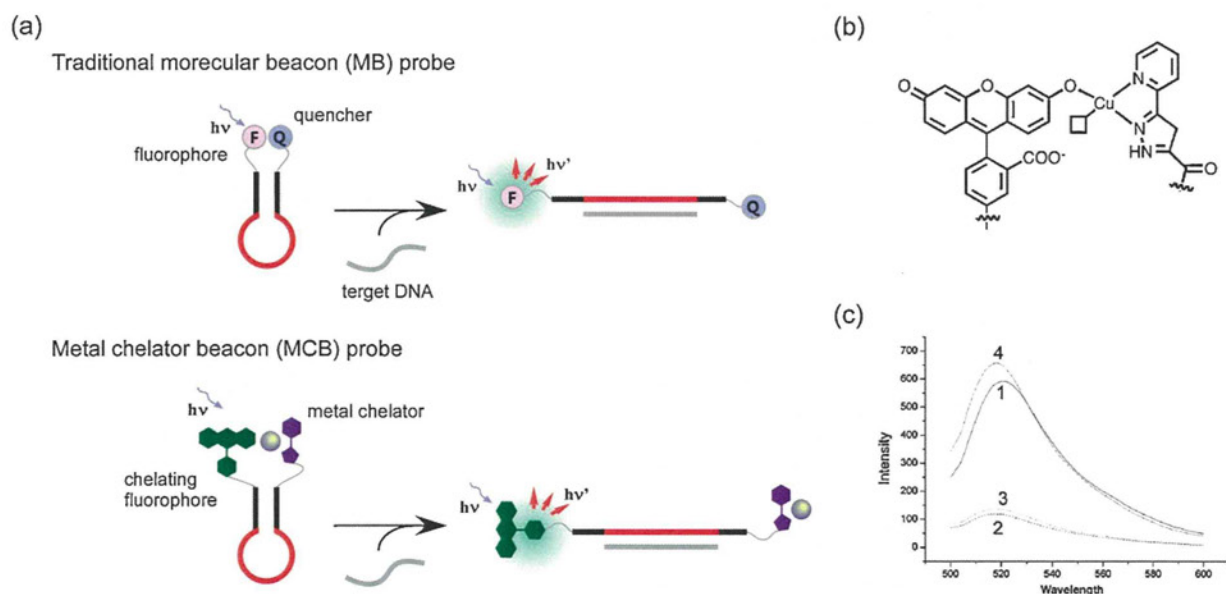 (a)
Traditional morecular beacon (MB) probe
hν
F
Q
quencher
fluorophore
hν
hν'
F
Q
terget DNA
Metal chelator beacon (MCB) probe
hν
metal chelator
chelating
fluorophore
hν
hν'
(b)
O
O
O
Cu
N
N
HN
COO⁻
O
(c)
700
600
500
400
300
200
100
0
Intensity
4
1
3
2
500
520
540
560
580
600
Wavelength